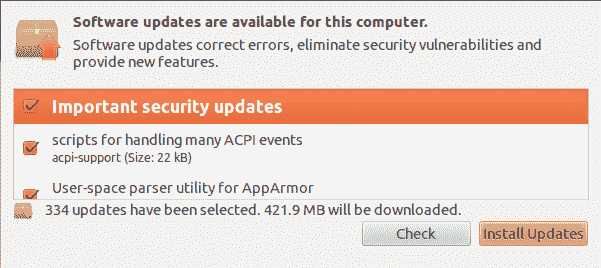 Software updates are available for this computer.
Software updates correct errors, eliminate security vulnerabilities and
provide new features.
Important security updates
scripts for handling many ACPI events
acpi-support (Size: 22 kB)
User-space parser utility for AppArmor
334 updates have been selected. 421.9 MB will be downloaded.
Check
Install Updates